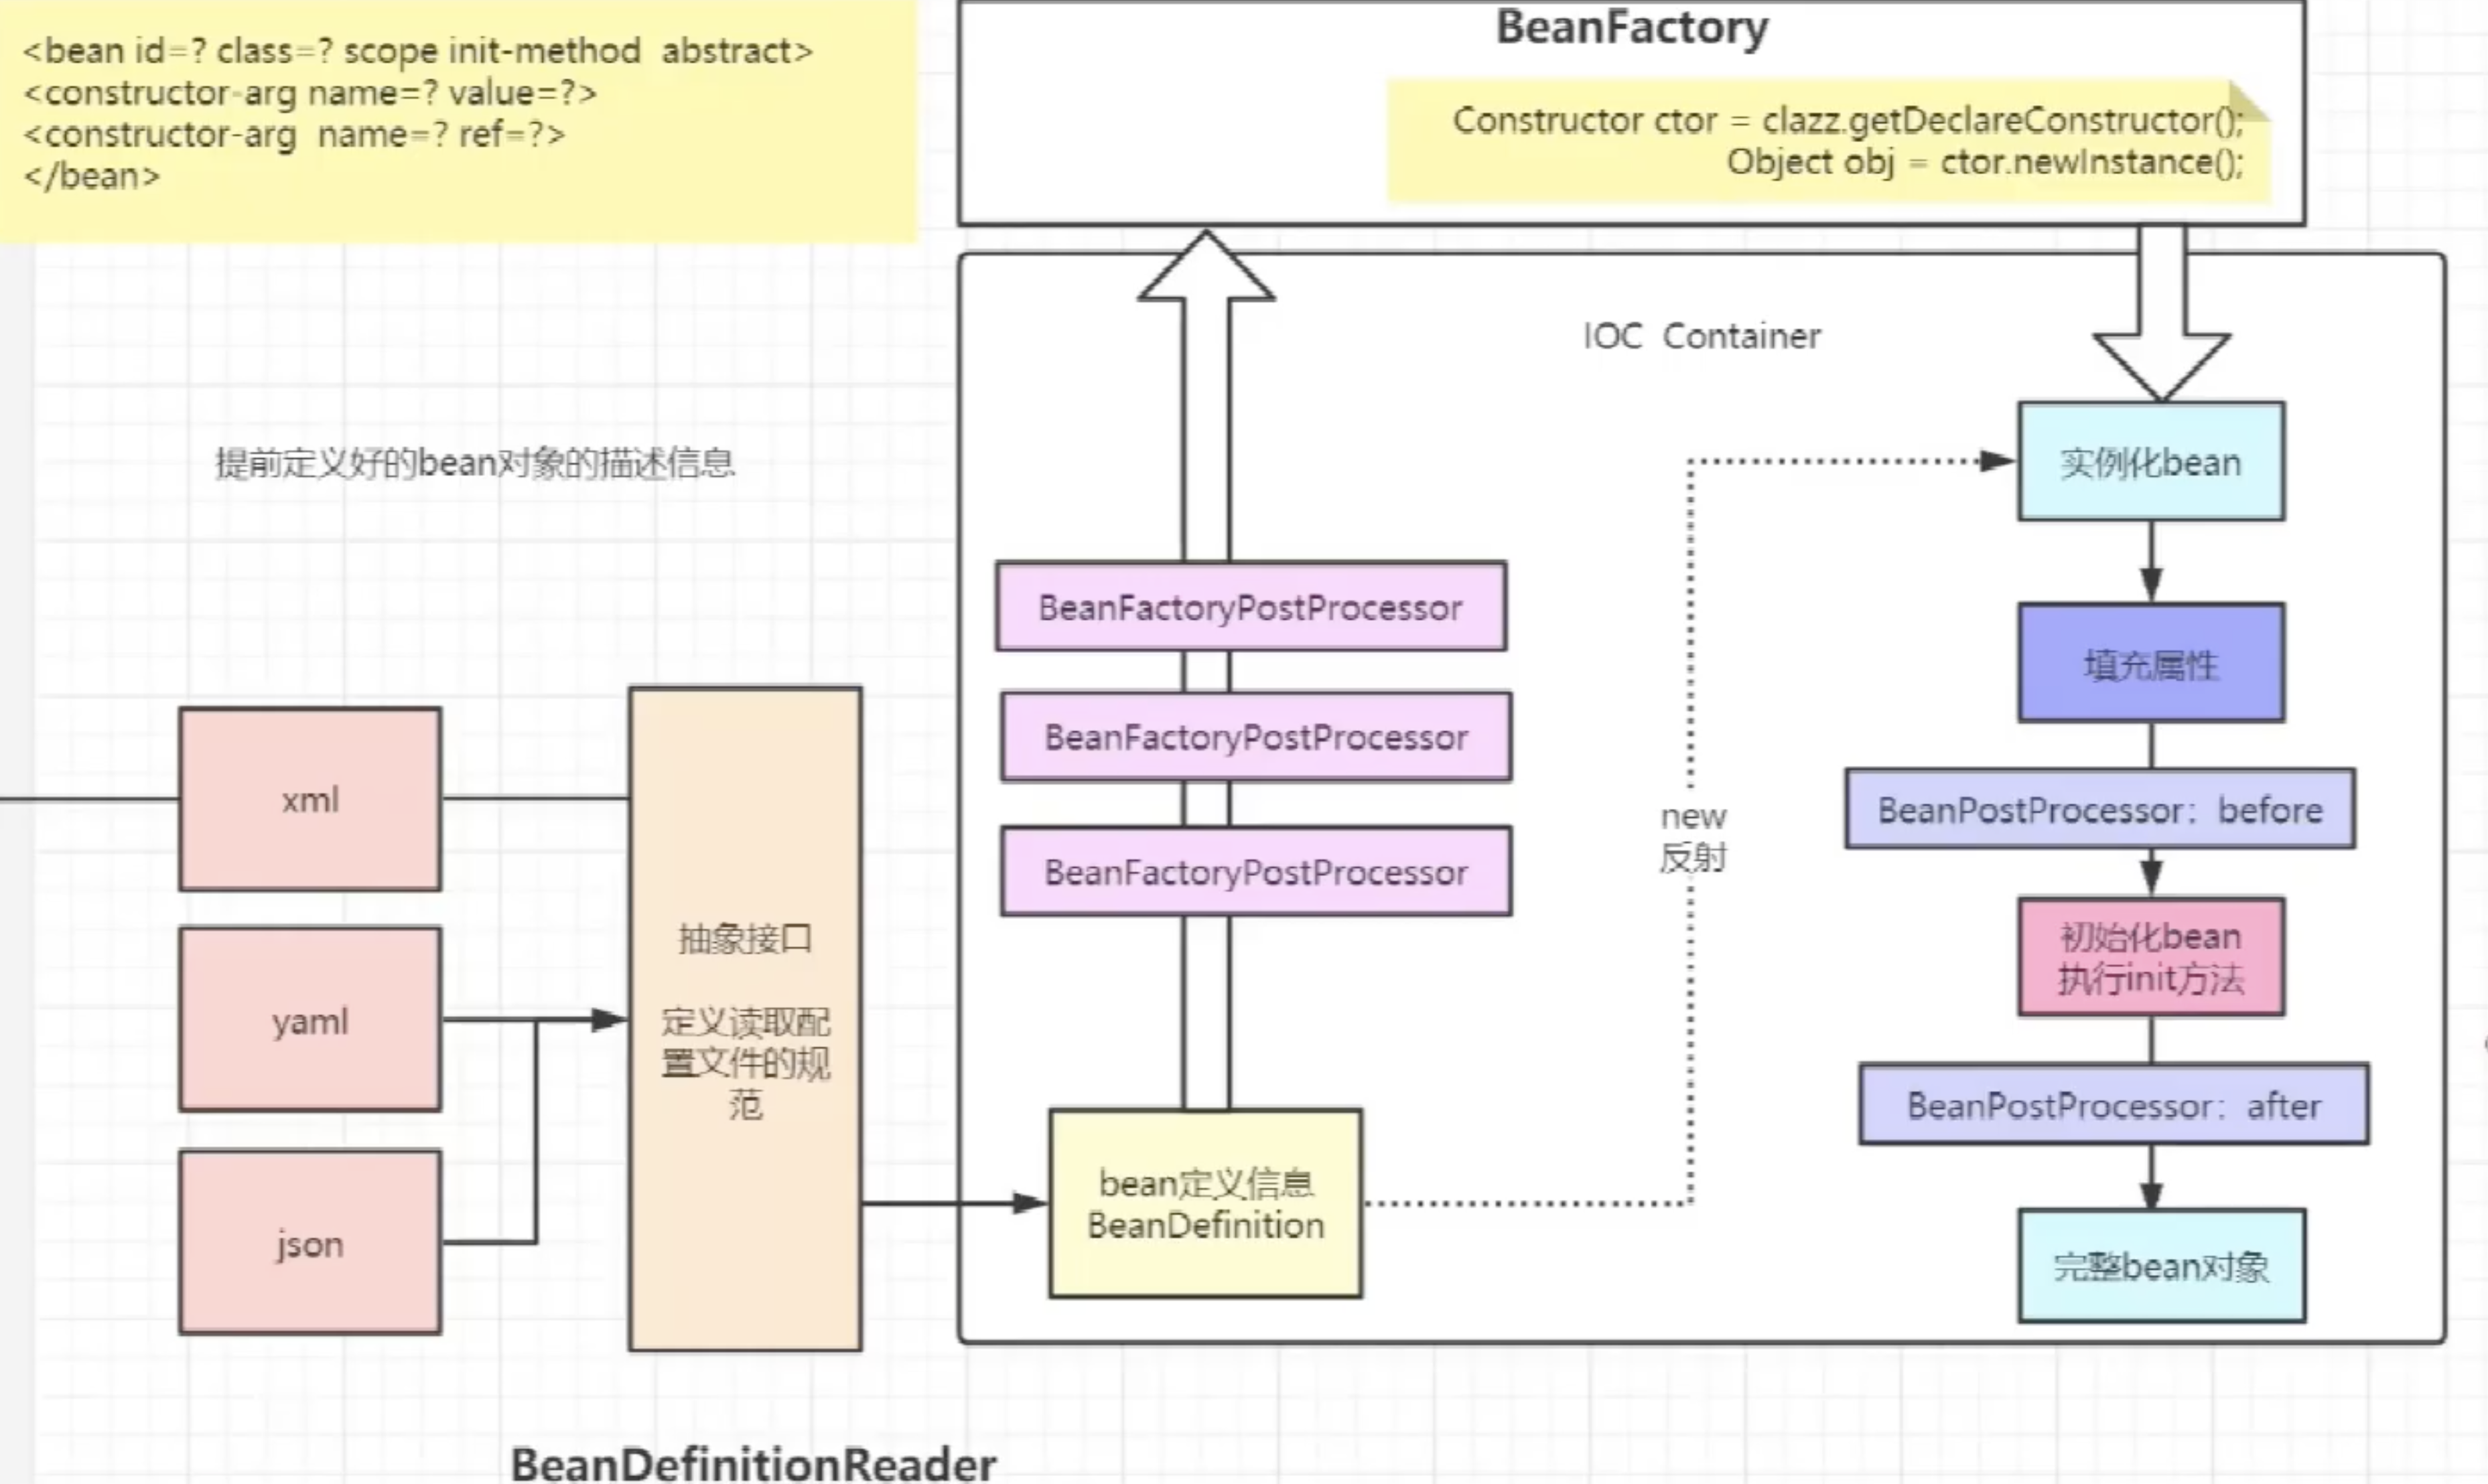 <bean id=? class=? scope init-method  abstract>
<constructor-arg name=? value=?>
<constructor-arg  name=? ref=?>
</bean>
BeanFactory
Constructor ctor = clazz.getDeclareConstructor();
Object obj = ctor.newInstance();
IOC  Container
提前定义好的bean对象的描述信息
xml
yaml
json
抽象接口
定义读取配
置文件的规
范
BeanDefinitionReader
BeanFactoryPostProcessor
BeanFactoryPostProcessor
BeanFactoryPostProcessor
bean定义信息
BeanDefinition
new
反射
实例化bean
填充属性
BeanPostProcessor：before
初始化bean
执行init方法
BeanPostProcessor：after
完整bean对象